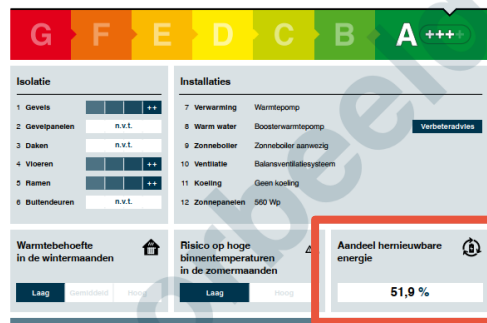 G F E D C B A ++++
Isolatie
1 Gevels ++
2 Gevelpanelen n.v.t.
3 Daken n.v.t.
4 Vloeren ++
5 Ramen ++
6 Buitendeuren n.v.t.
Installaties
7 Verwarming Warmtepomp
8 Warm water Boosterwarmtepomp Verbeteradvies
9 Zonneboiler Zonneboiler aanwezig
10 Ventilatie Balansventilatiesysteem
11 Koeling Geen koeling
12 Zonnepanelen 560 Wp
Warmtebehoefte
in de wintermaanden
Laag Gemiddeld Hoog
Risico op hoge
binnentemperaturen
in de zomermaanden
Laag Hoog
Aandeel hernieuwbare
energie
51,9 %